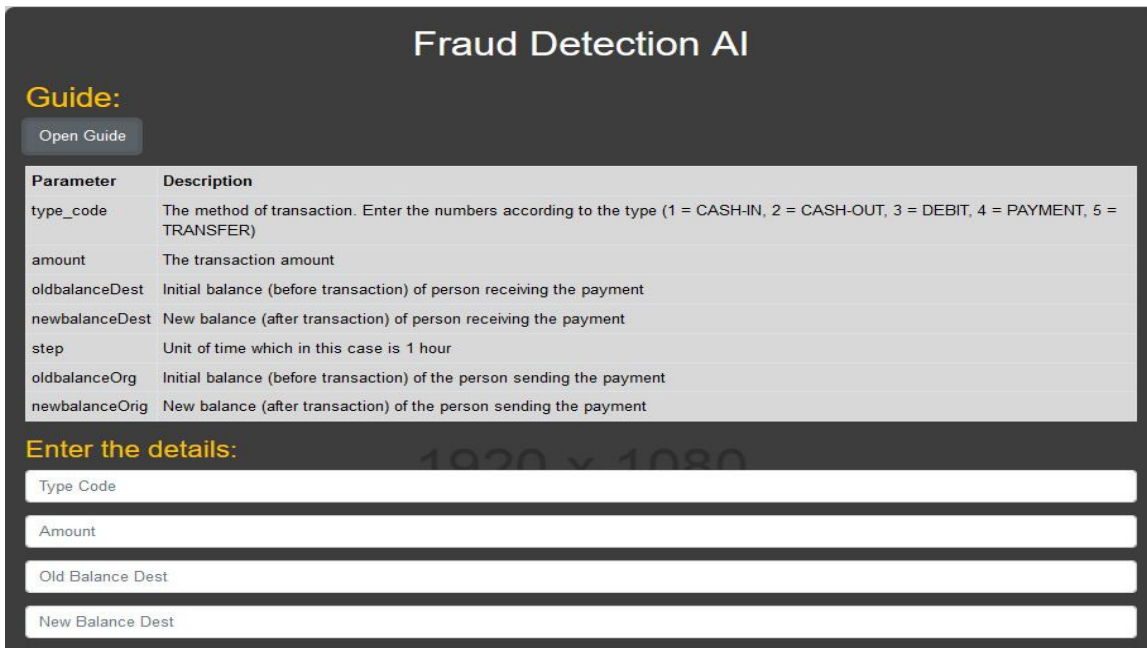 Fraud Detection AI
Guide:
Open Guide
Parameter Description
type_code The method of transaction. Enter the numbers according to the type (1 = CASH-IN, 2 = CASH-OUT, 3 = DEBIT, 4 = PAYMENT, 5 =
TRANSFER)
amount The transaction amount
oldbalanceDest Initial balance (before transaction) of person receiving the payment
newbalanceDest New balance (after transaction) of person receiving the payment
step Unit of time which in this case is 1 hour
oldbalanceOrg Initial balance (before transaction) of the person sending the payment
newbalanceOrig New balance (after transaction) of the person sending the payment
Enter the details:
1920 x 1080
Type Code
Amount
Old Balance Dest
New Balance Dest